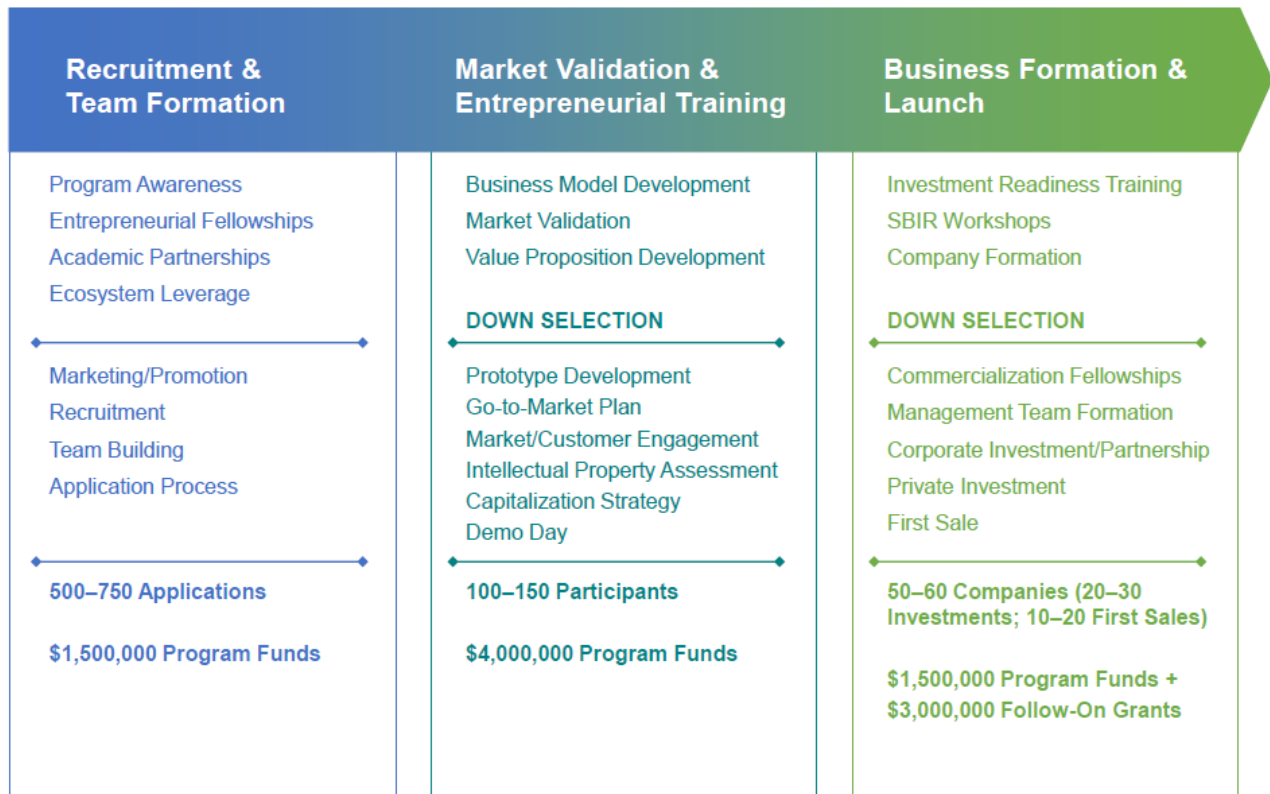 Recruitment &
Team Formation
Program Awareness
Entrepreneurial Fellowships
Academic Partnerships
Ecosystem Leverage
Marketing/Promotion
Recruitment
Team Building
Application Process
500–750 Applications
$1,500,000 Program Funds
Market Validation &
Entrepreneurial Training
Business Model Development
Market Validation
Value Proposition Development
DOWN SELECTION
Prototype Development
Go-to-Market Plan
Market/Customer Engagement
Intellectual Property Assessment
Capitalization Strategy
Demo Day
100–150 Participants
$4,000,000 Program Funds
Business Formation &
Launch
Investment Readiness Training
SBIR Workshops
Company Formation
DOWN SELECTION
Commercialization Fellowships
Management Team Formation
Corporate Investment/Partnership
Private Investment
First Sale
50–60 Companies (20–30
Investments; 10–20 First Sales)
$1,500,000 Program Funds +
$3,000,000 Follow-On Grants